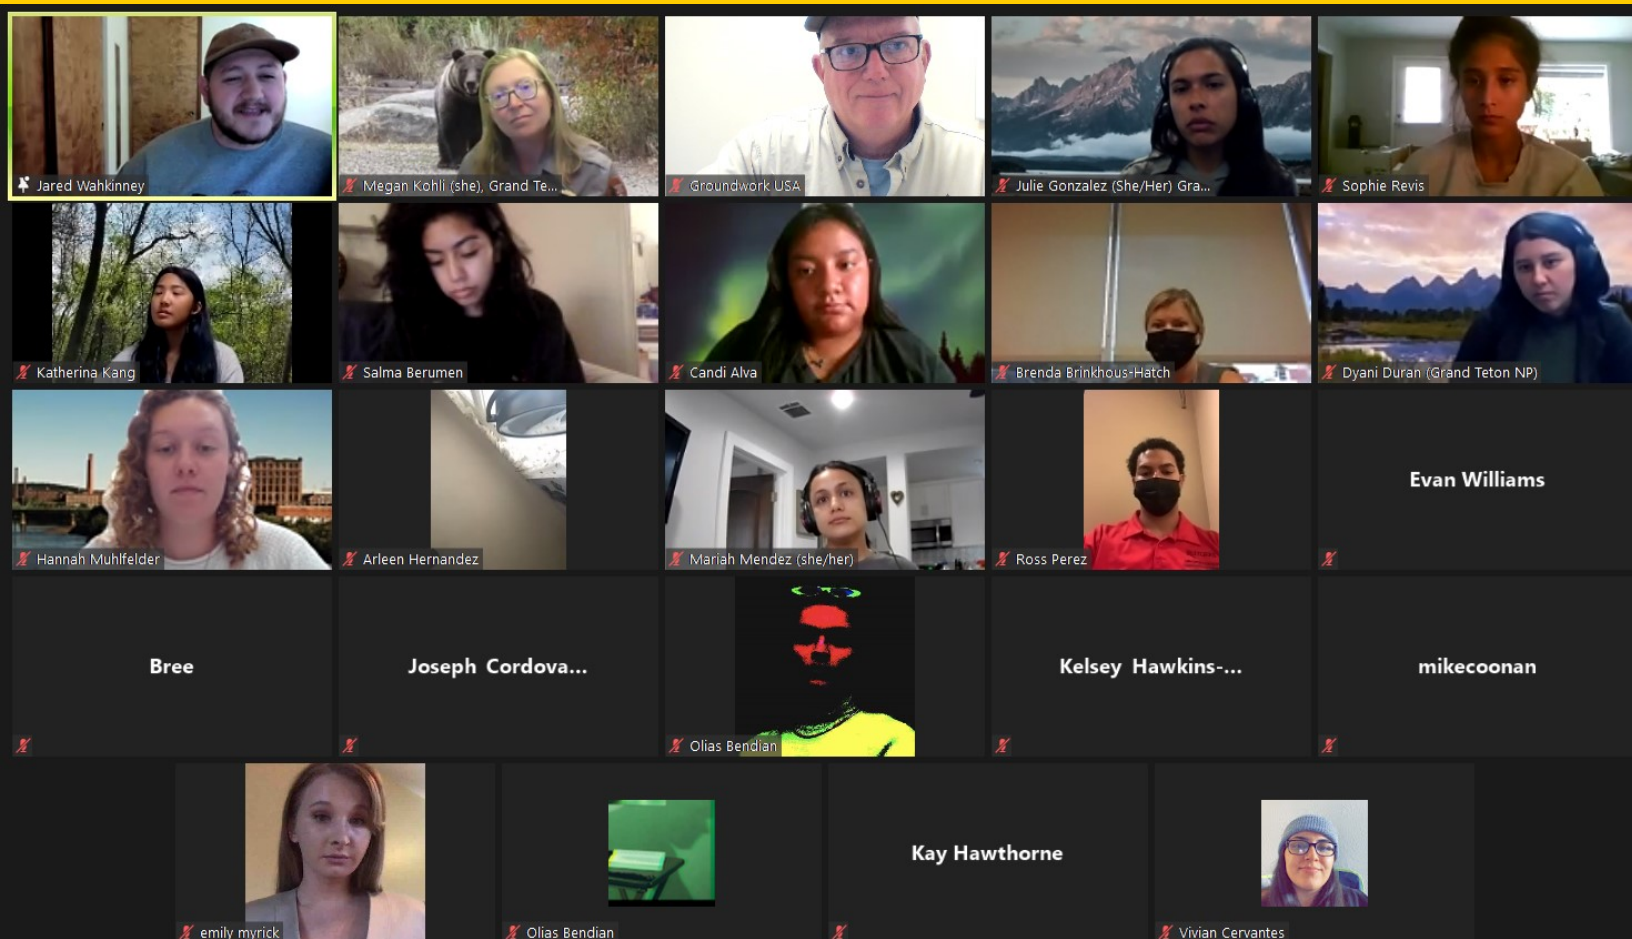 Jared Wahkinney
Megan Kohli (she), Grand Te...
Groundwork USA
Julie Gonzalez (She/Her) Gra...
Sophie Revis
Katherina Kang
Salma Berumen
Candi Alva
Brenda Brinkhous-Hatch
Dyani Duran (Grand Teton NP)
Hannah Muhlfelder
Arleen Hernandez
Mariah Mendez (she/her)
Ross Perez
Evan Williams
Bree
Joseph Cordova...
Olias Bendian
Kelsey Hawkins-...
mikecoonan
emily myrick
Olias Bendian
Kay Hawthorne
Vivian Cervantes